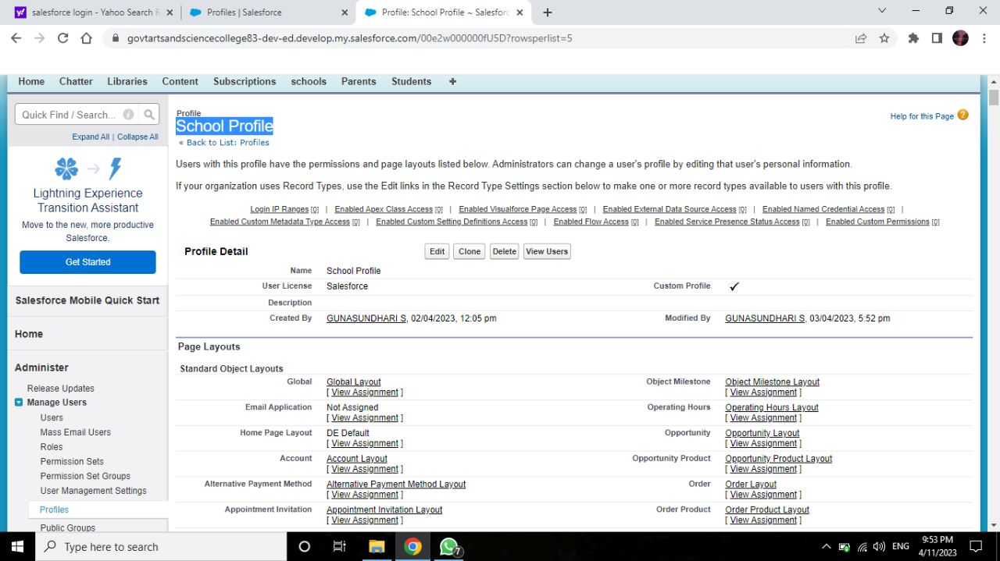 salesforce login - Yahoo Search R
Profiles | Salesforce
Profile: School Profile ~ Salesforc
govtartsandsciencecollege83-dev-ed.develop.my.salesforce.com/00e2w000000fU5D?rowsperlist=5
Home Chatter Libraries Content Subscriptions schools Parents Students +
Quick Find / Search...
Expand All | Collapse All
Lightning Experience
Transition Assistant
Move to the new, more productive
Salesforce.
Get Started
Salesforce Mobile Quick Start
Home
Administer
Release Updates
Manage Users
Users
Mass Email Users
Roles
Permission Sets
Permission Set Groups
User Management Settings
Profiles
Public Groups
Profile
School Profile
Help for this Page ?
« Back to List: Profiles
Users with this profile have the permissions and page layouts listed below. Administrators can change a user's profile by editing that user's personal information.
If your organization uses Record Types, use the Edit links in the Record Type Settings section below to make one or more record types available to users with this profile.
Login IP Ranges [0] | Enabled Apex Class Access [0] | Enabled Visualforce Page Access [0] | Enabled External Data Source Access [0] | Enabled Named Credential Access [0] |
Enabled Custom Metadata Type Access [0] | Enabled Custom Setting Definitions Access [0] | Enabled Flow Access [0] | Enabled Service Presence Status Access [0] | Enabled Custom Permissions [0]
Profile Detail Edit Clone Delete View Users
Name School Profile
User License Salesforce Custom Profile ✓
Description
Created By GUNASUNDHARI S, 02/04/2023, 12:05 pm Modified By GUNASUNDHARI S, 03/04/2023, 5:52 pm
Page Layouts
Standard Object Layouts
Global Global Layout Object Milestone Object Milestone Layout
[ View Assignment ] [ View Assignment ]
Email Application Not Assigned Operating Hours Operating Hours Layout
[ View Assignment ] [ View Assignment ]
Home Page Layout DE Default Opportunity Opportunity Layout
[ View Assignment ] [ View Assignment ]
Account Account Layout Opportunity Product Opportunity Product Layout
[ View Assignment ] [ View Assignment ]
Alternative Payment Method Alternative Payment Method Layout Order Order Layout
[ View Assignment ] [ View Assignment ]
Appointment Invitation Appointment Invitation Layout Order Product Order Product Layout
[ View Assignment ] [ View Assignment ]
Type here to search
7
ENG
9:53 PM
4/11/2023